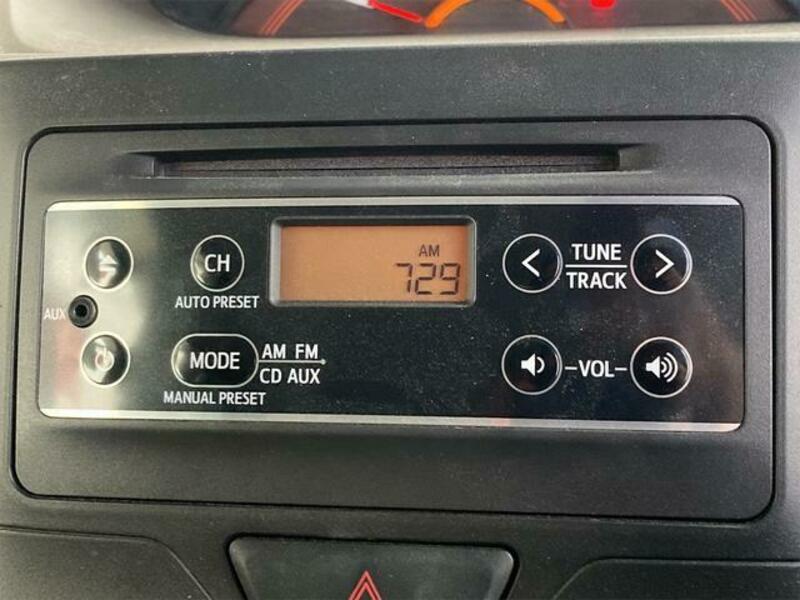 AM
729
CH
AUTO PRESET
AUX
MODE
AM FM
CD AUX
MANUAL PRESET
TUNE
TRACK
-VOL-